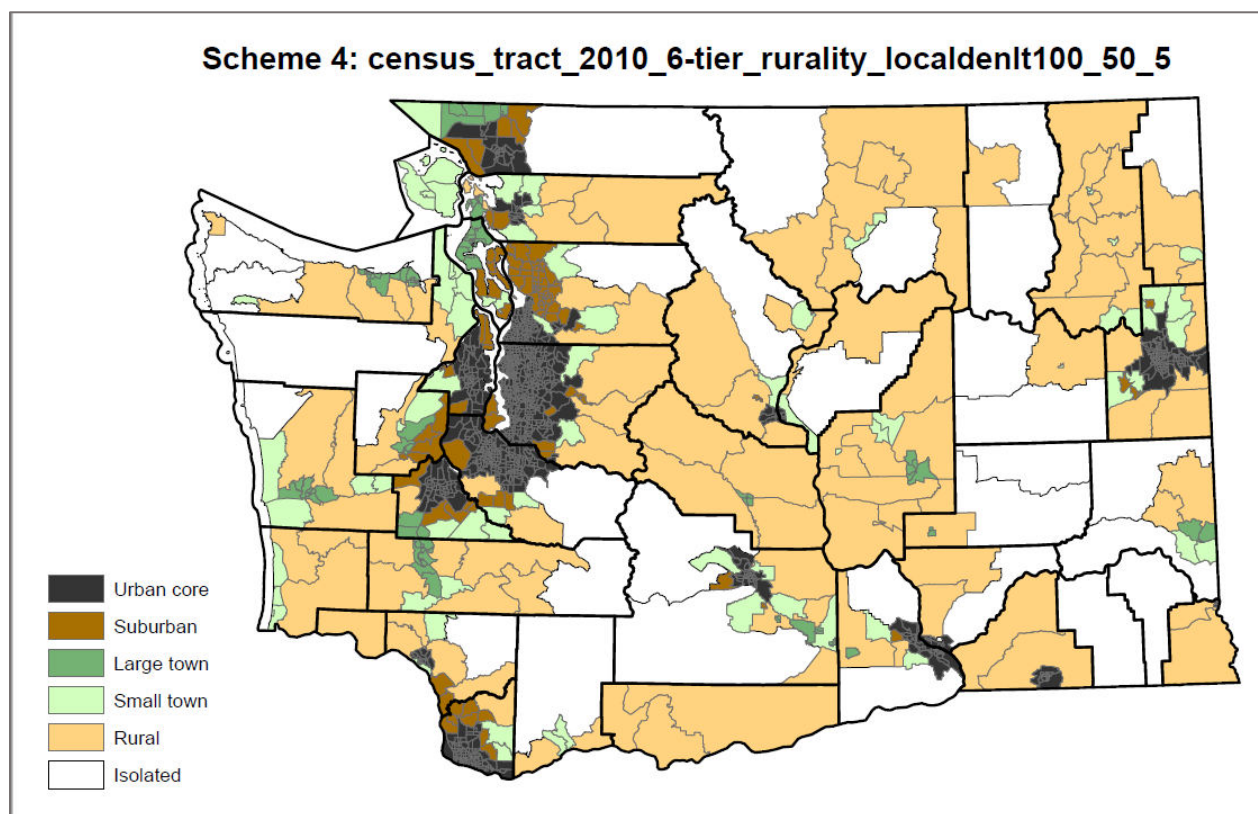 Scheme 4: census_tract_2010_6-tier_rurality_localdenlt100_50_5
Urban core
Suburban
Large town
Small town
Rural
Isolated